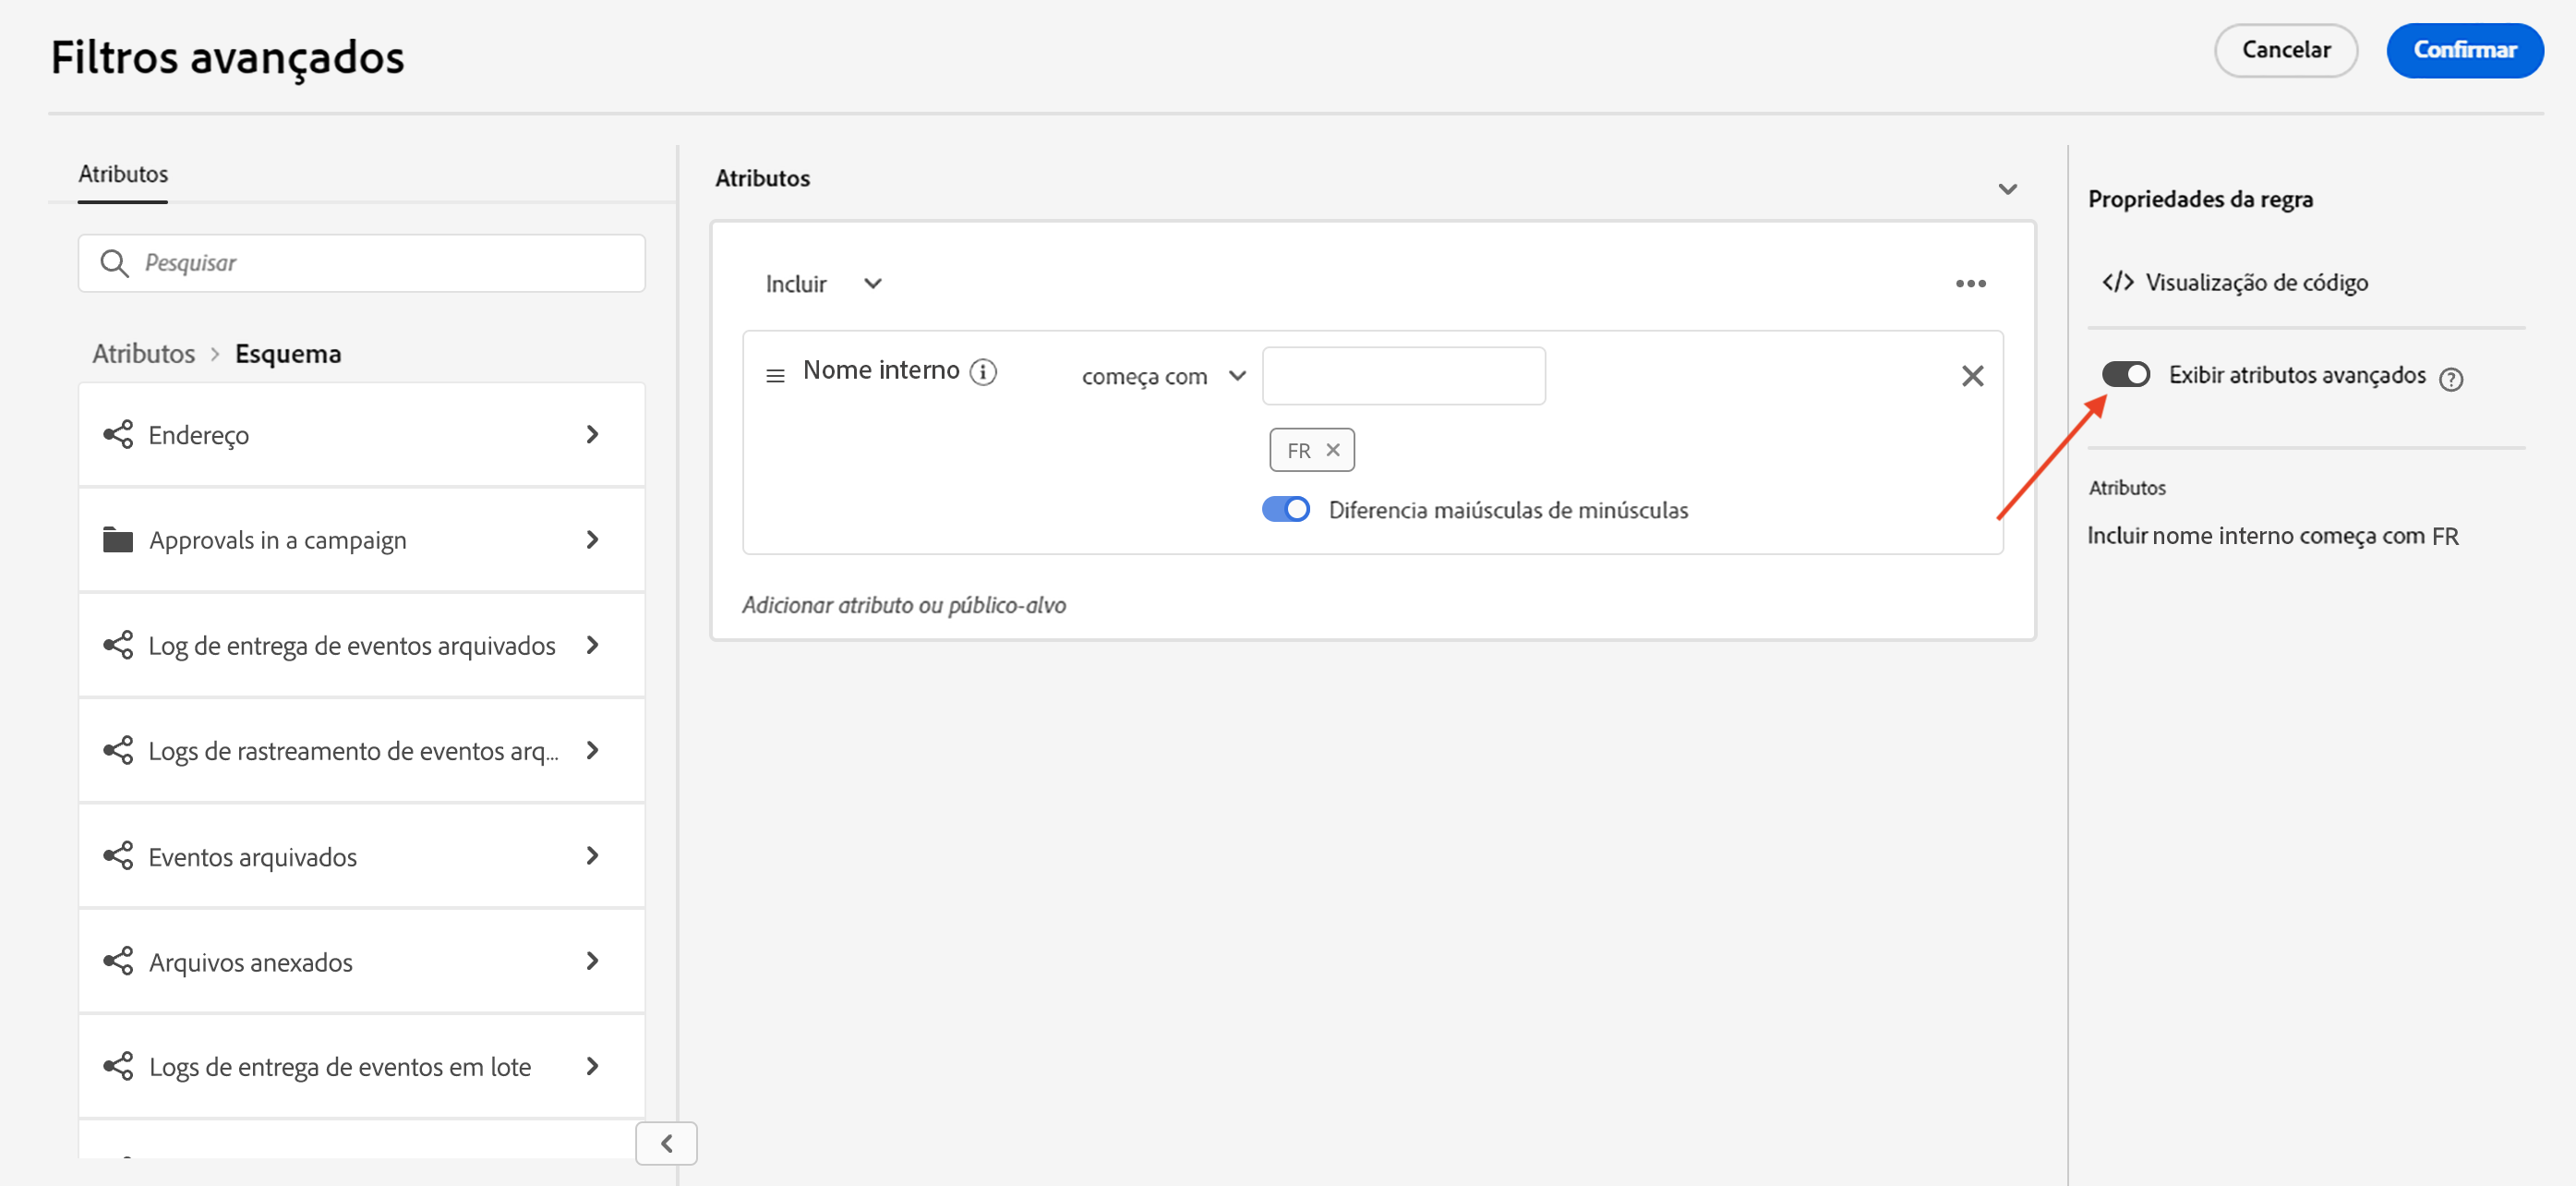 Filtros avançados
Cancelar
Confirmar
Atributos
Pesquisar
Atributos > Esquema
Endereço
Approvals in a campaign
Log de entrega de eventos arquivados
Logs de rastreamento de eventos arq...
Eventos arquivados
Arquivos anexados
Logs de entrega de eventos em lote
Atributos
Incluir
Nome interno
começa com
FR
Diferencia maiúsculas de minúsculas
Adicionar atributo ou público-alvo
Propriedades da regra
</> Visualização de código
Exibir atributos avançados
Atributos
Incluir nome interno começa com FR